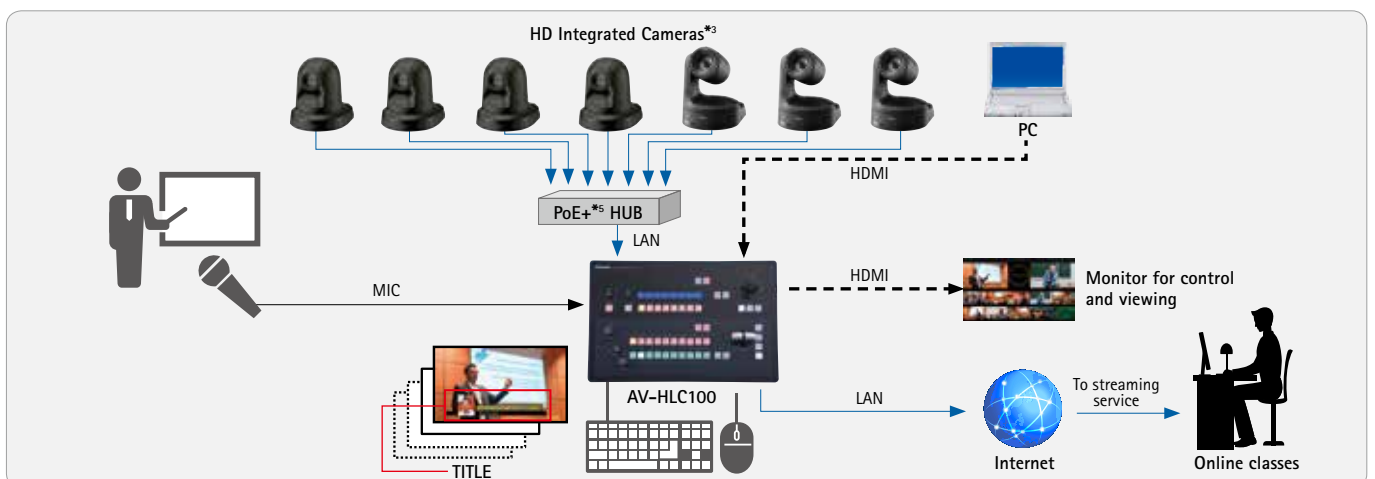 HD Integrated Cameras*3
PC
HDMI
PoE+*5 HUB
LAN
MIC
HDMI
Monitor for control
and viewing
AV-HLC100
LAN
To streaming
service
TITLE
Internet
Online classes